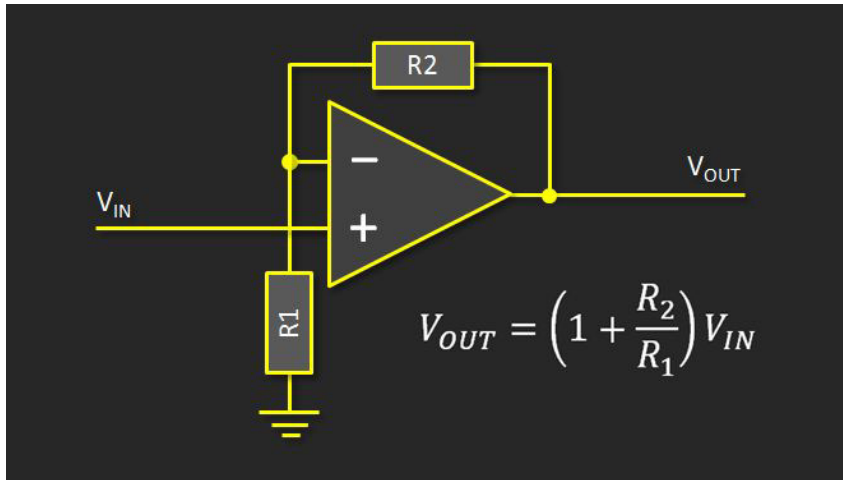 R2
−
V_OUT
V_IN
+
R1
V_OUT = (1 + R_2/R_1) V_IN